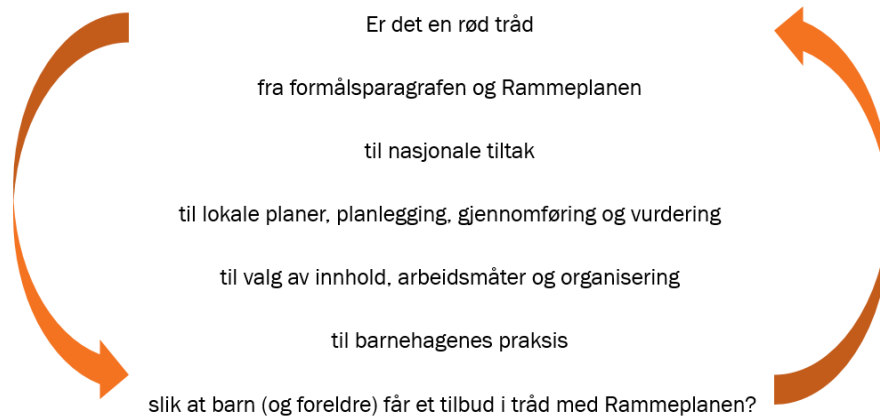 Er det en rød tråd
fra formålsparagrafen og Rammeplanen
til nasjonale tiltak
til lokale planer, planlegging, gjennomføring og vurdering
til valg av innhold, arbeidsmåter og organisering
til barnehagenes praksis
slik at barn (og foreldre) får et tilbud i tråd med Rammeplanen?